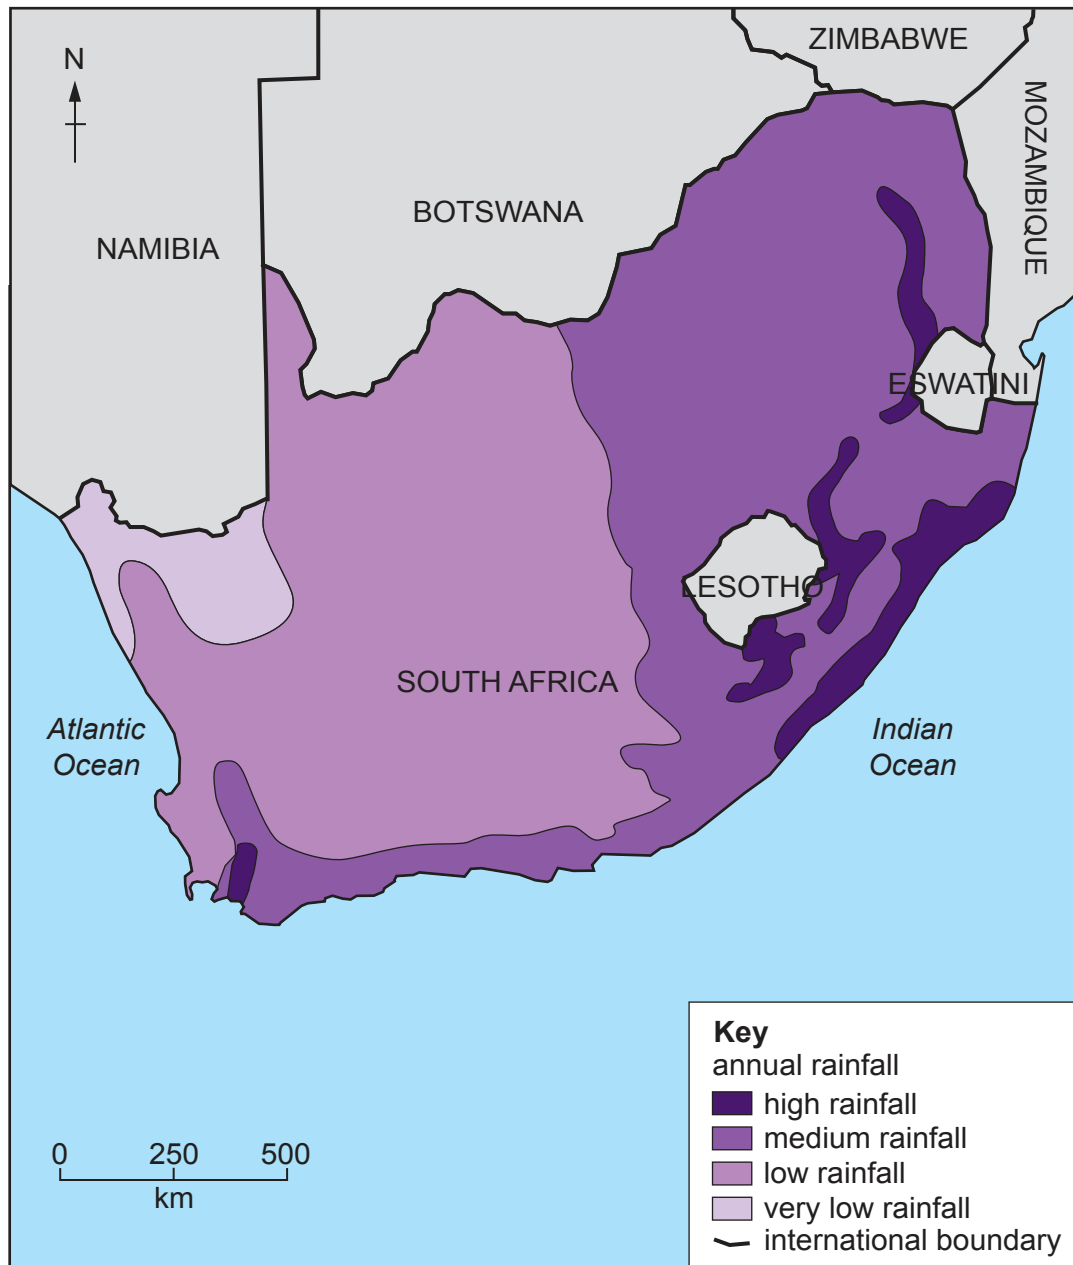 ZIMBABWE
N
MOZAMBIQUE
BOTSWANA
NAMIBIA
ESWATINI
LESOTHO
SOUTH AFRICA
Atlantic
Ocean
Indian
Ocean
Key
annual rainfall
high rainfall
medium rainfall
low rainfall
very low rainfall
international boundary
0 250 500
km